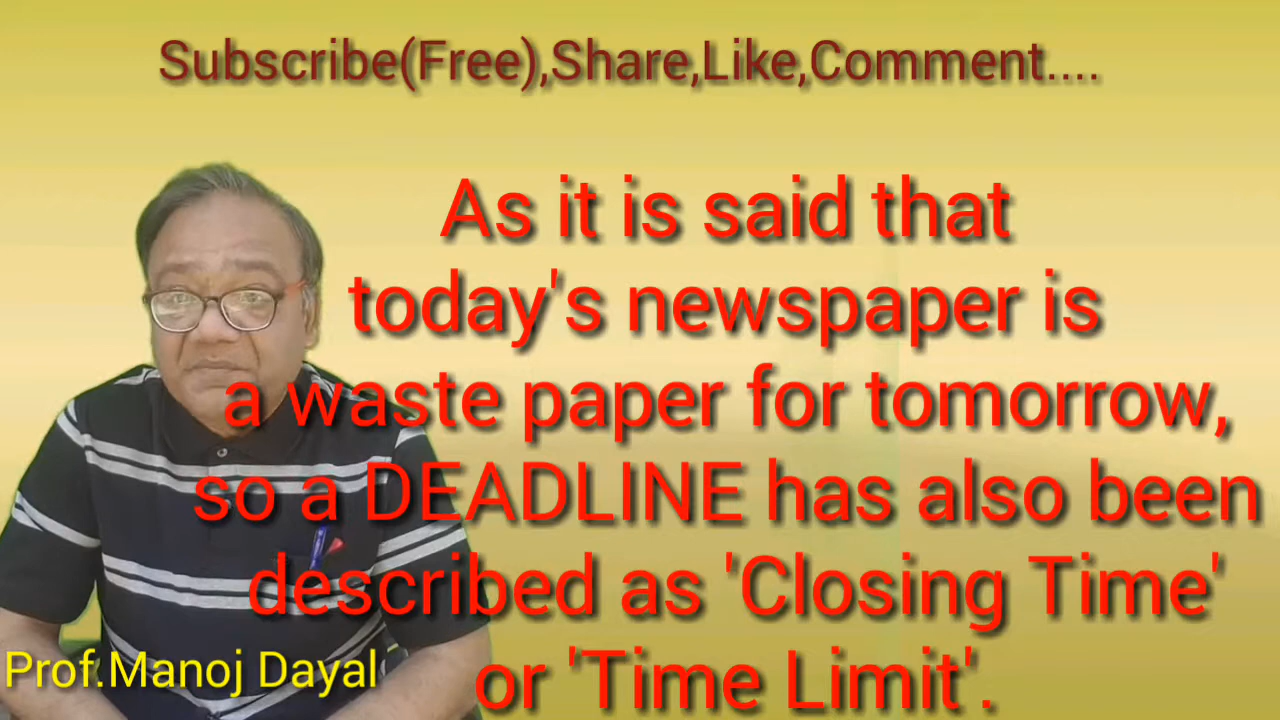 Subscribe(Free),Share,Like,Comment....
As it is said that
today's newspaper is
a waste paper for tomorrow,
so a DEADLINE has also been
described as 'Closing Time'
or 'Time Limit'.
Prof.Manoj Dayal